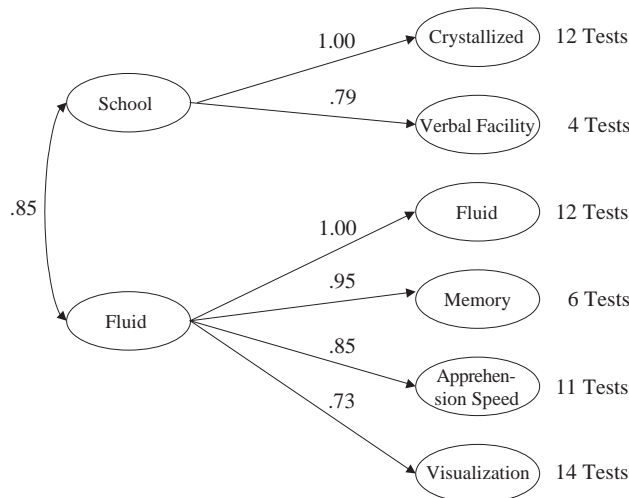 1.00
Crystallized 12 Tests
School
.79
Verbal Facility 4 Tests
.85
1.00
Fluid 12 Tests
.95
Memory 6 Tests
Fluid
.85
Apprehen-
sion Speed 11 Tests
.73
Visualization 14 Tests